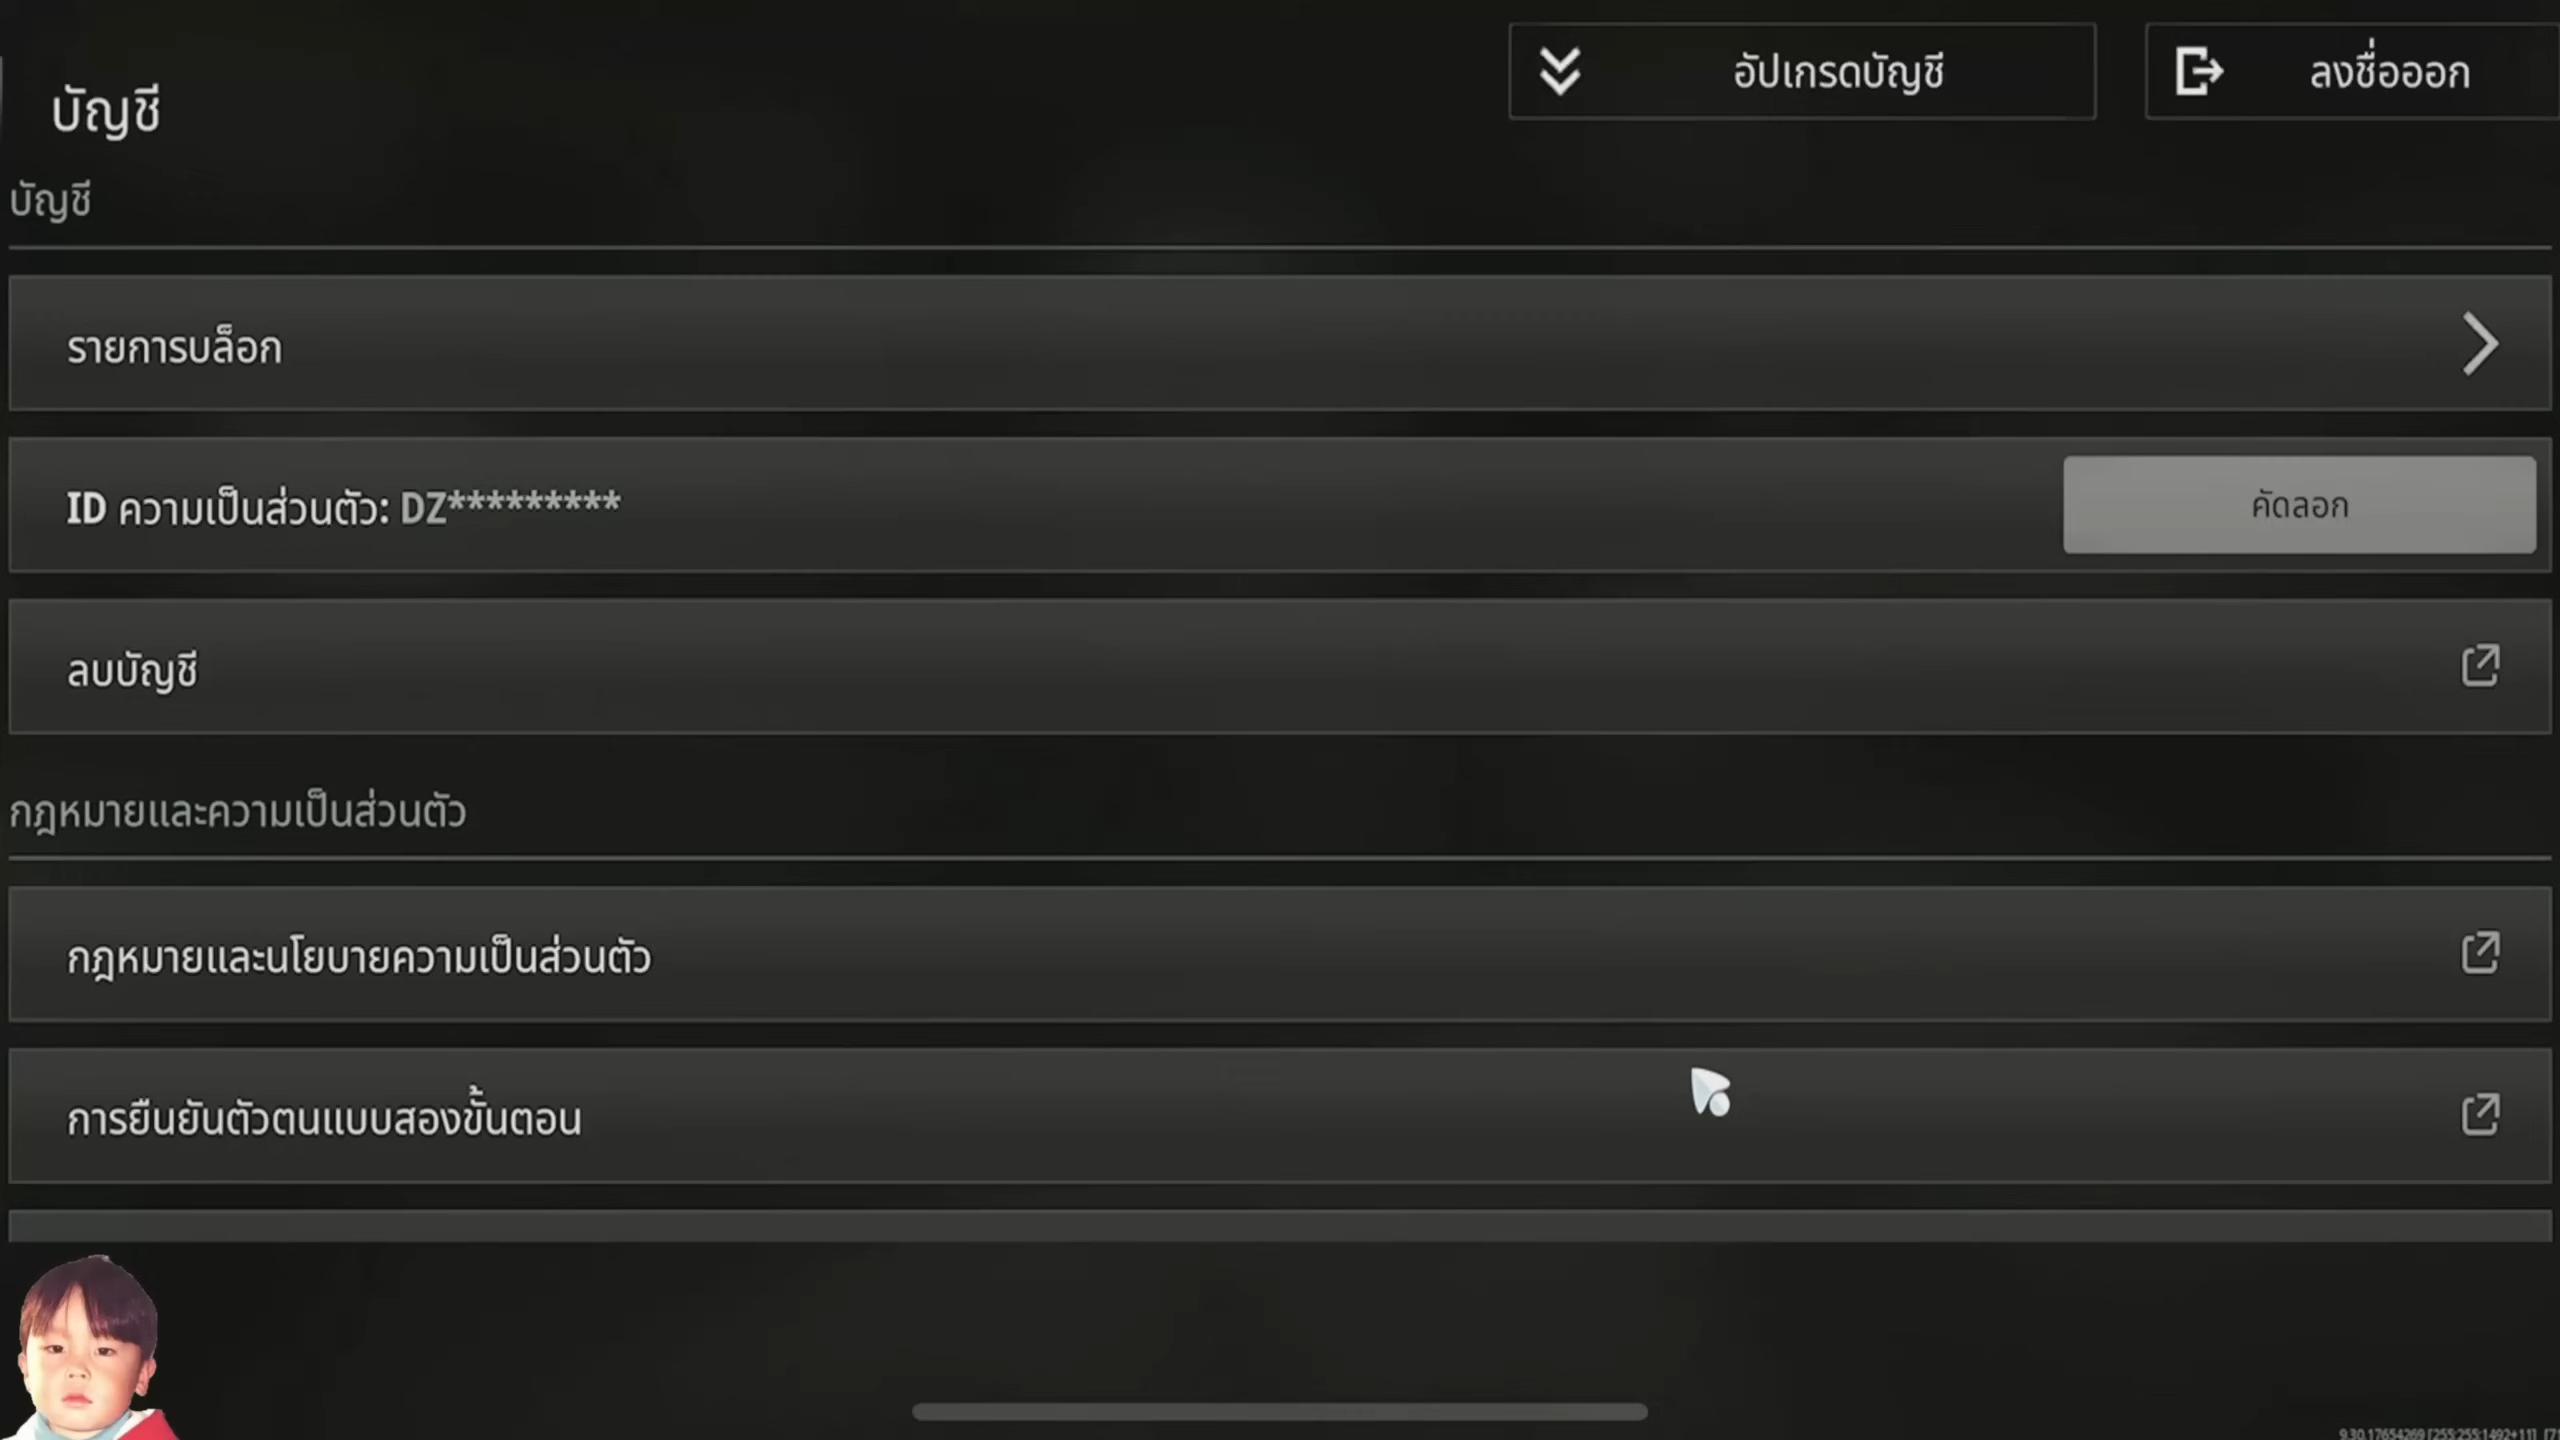 อัปเกรดบัญชี
ลงชื่อออก
บัญชี
บัญชี
รายการบล็อก
ID ความเป็นส่วนตัว: DZ*********
คัดลอก
ลบบัญชี
กฎหมายและความเป็นส่วนตัว
กฎหมายและนโยบายความเป็นส่วนตัว
การยืนยันตัวตนแบบสองขั้นตอน